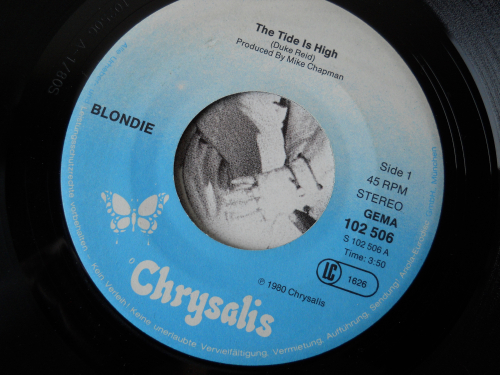 The Tide Is High
(Duke Reid)
Produced By Mike Chapman
BLONDIE
Side 1
45 RPM
STEREO
GEMA
102 506
S 102 506 A
Time: 3:50
LC
1626
℗ 1980 Chrysalis
Chrysalis
Kein Verleih! Keine unerlaubte Vervielfältigung, Vermietung, Aufführung, Sendung!